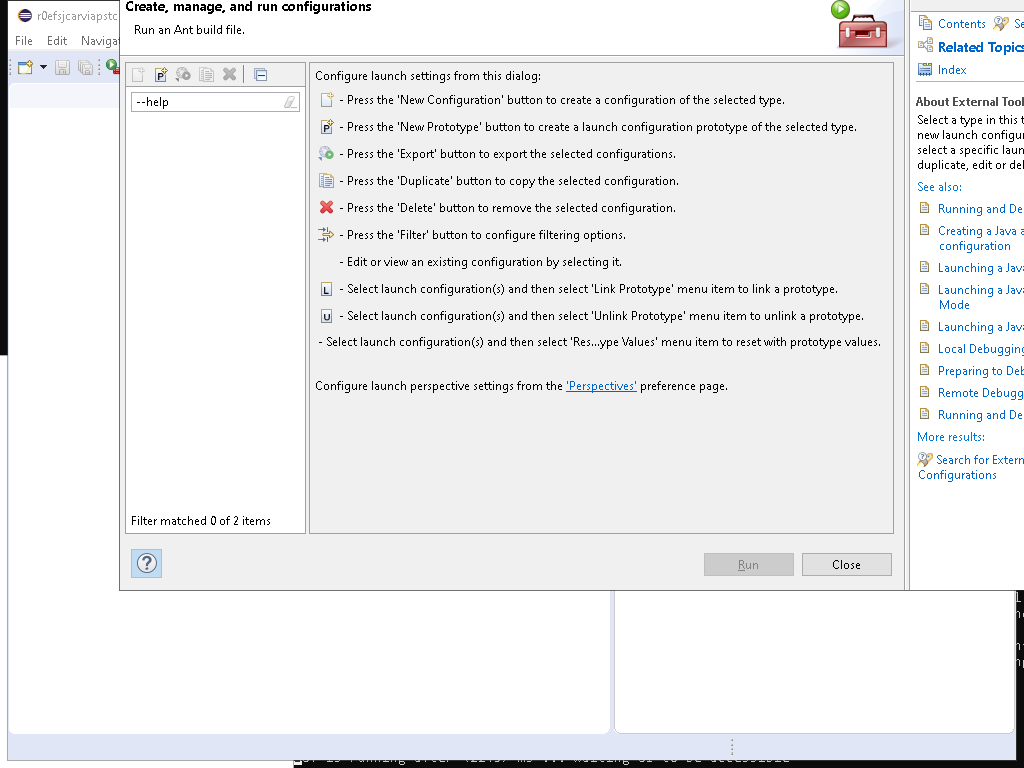 Create, manage, and run configurations
Run an Ant build file.
r0efsjcarviapstc
File Edit Naviga
--help
Filter matched 0 of 2 items
Configure launch settings from this dialog:
- Press the 'New Configuration' button to create a configuration of the selected type.
- Press the 'New Prototype' button to create a launch configuration prototype of the selected type.
- Press the 'Export' button to export the selected configurations.
- Press the 'Duplicate' button to copy the selected configuration.
- Press the 'Delete' button to remove the selected configuration.
- Press the 'Filter' button to configure filtering options.
- Edit or view an existing configuration by selecting it.
L - Select launch configuration(s) and then select 'Link Prototype' menu item to link a prototype.
U - Select launch configuration(s) and then select 'Unlink Prototype' menu item to unlink a prototype.
- Select launch configuration(s) and then select 'Res...ype Values' menu item to reset with prototype values.
Configure launch perspective settings from the 'Perspectives' preference page.
Run Close
Contents Se
Related Topics
Index
About External Tool
Select a type in this t
new launch configur
select a specific laun
duplicate, edit or del
See also:
Running and De
Creating a Java a
configuration
Launching a Java
Launching a Java
Mode
Launching a Java
Local Debugging
Preparing to Deb
Remote Debugg
Running and De
More results:
Search for Extern
Configurations